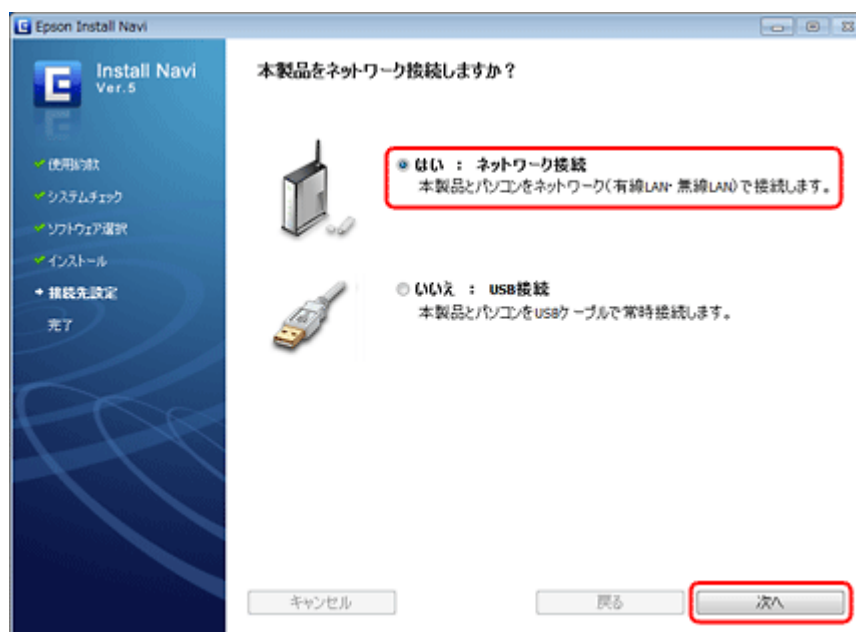 Epson Install Navi
Install Navi
Ver.5
使用約款
システムチェック
ソフトウェア選択
インストール
接続先設定
完了
本製品をネットワーク接続しますか？
はい ： ネットワーク接続
本製品とパソコンをネットワーク(有線LAN・無線LAN)で接続します。
いいえ ： USB接続
本製品とパソコンをUSBケーブルで常時接続します。
キャンセル
戻る
次へ